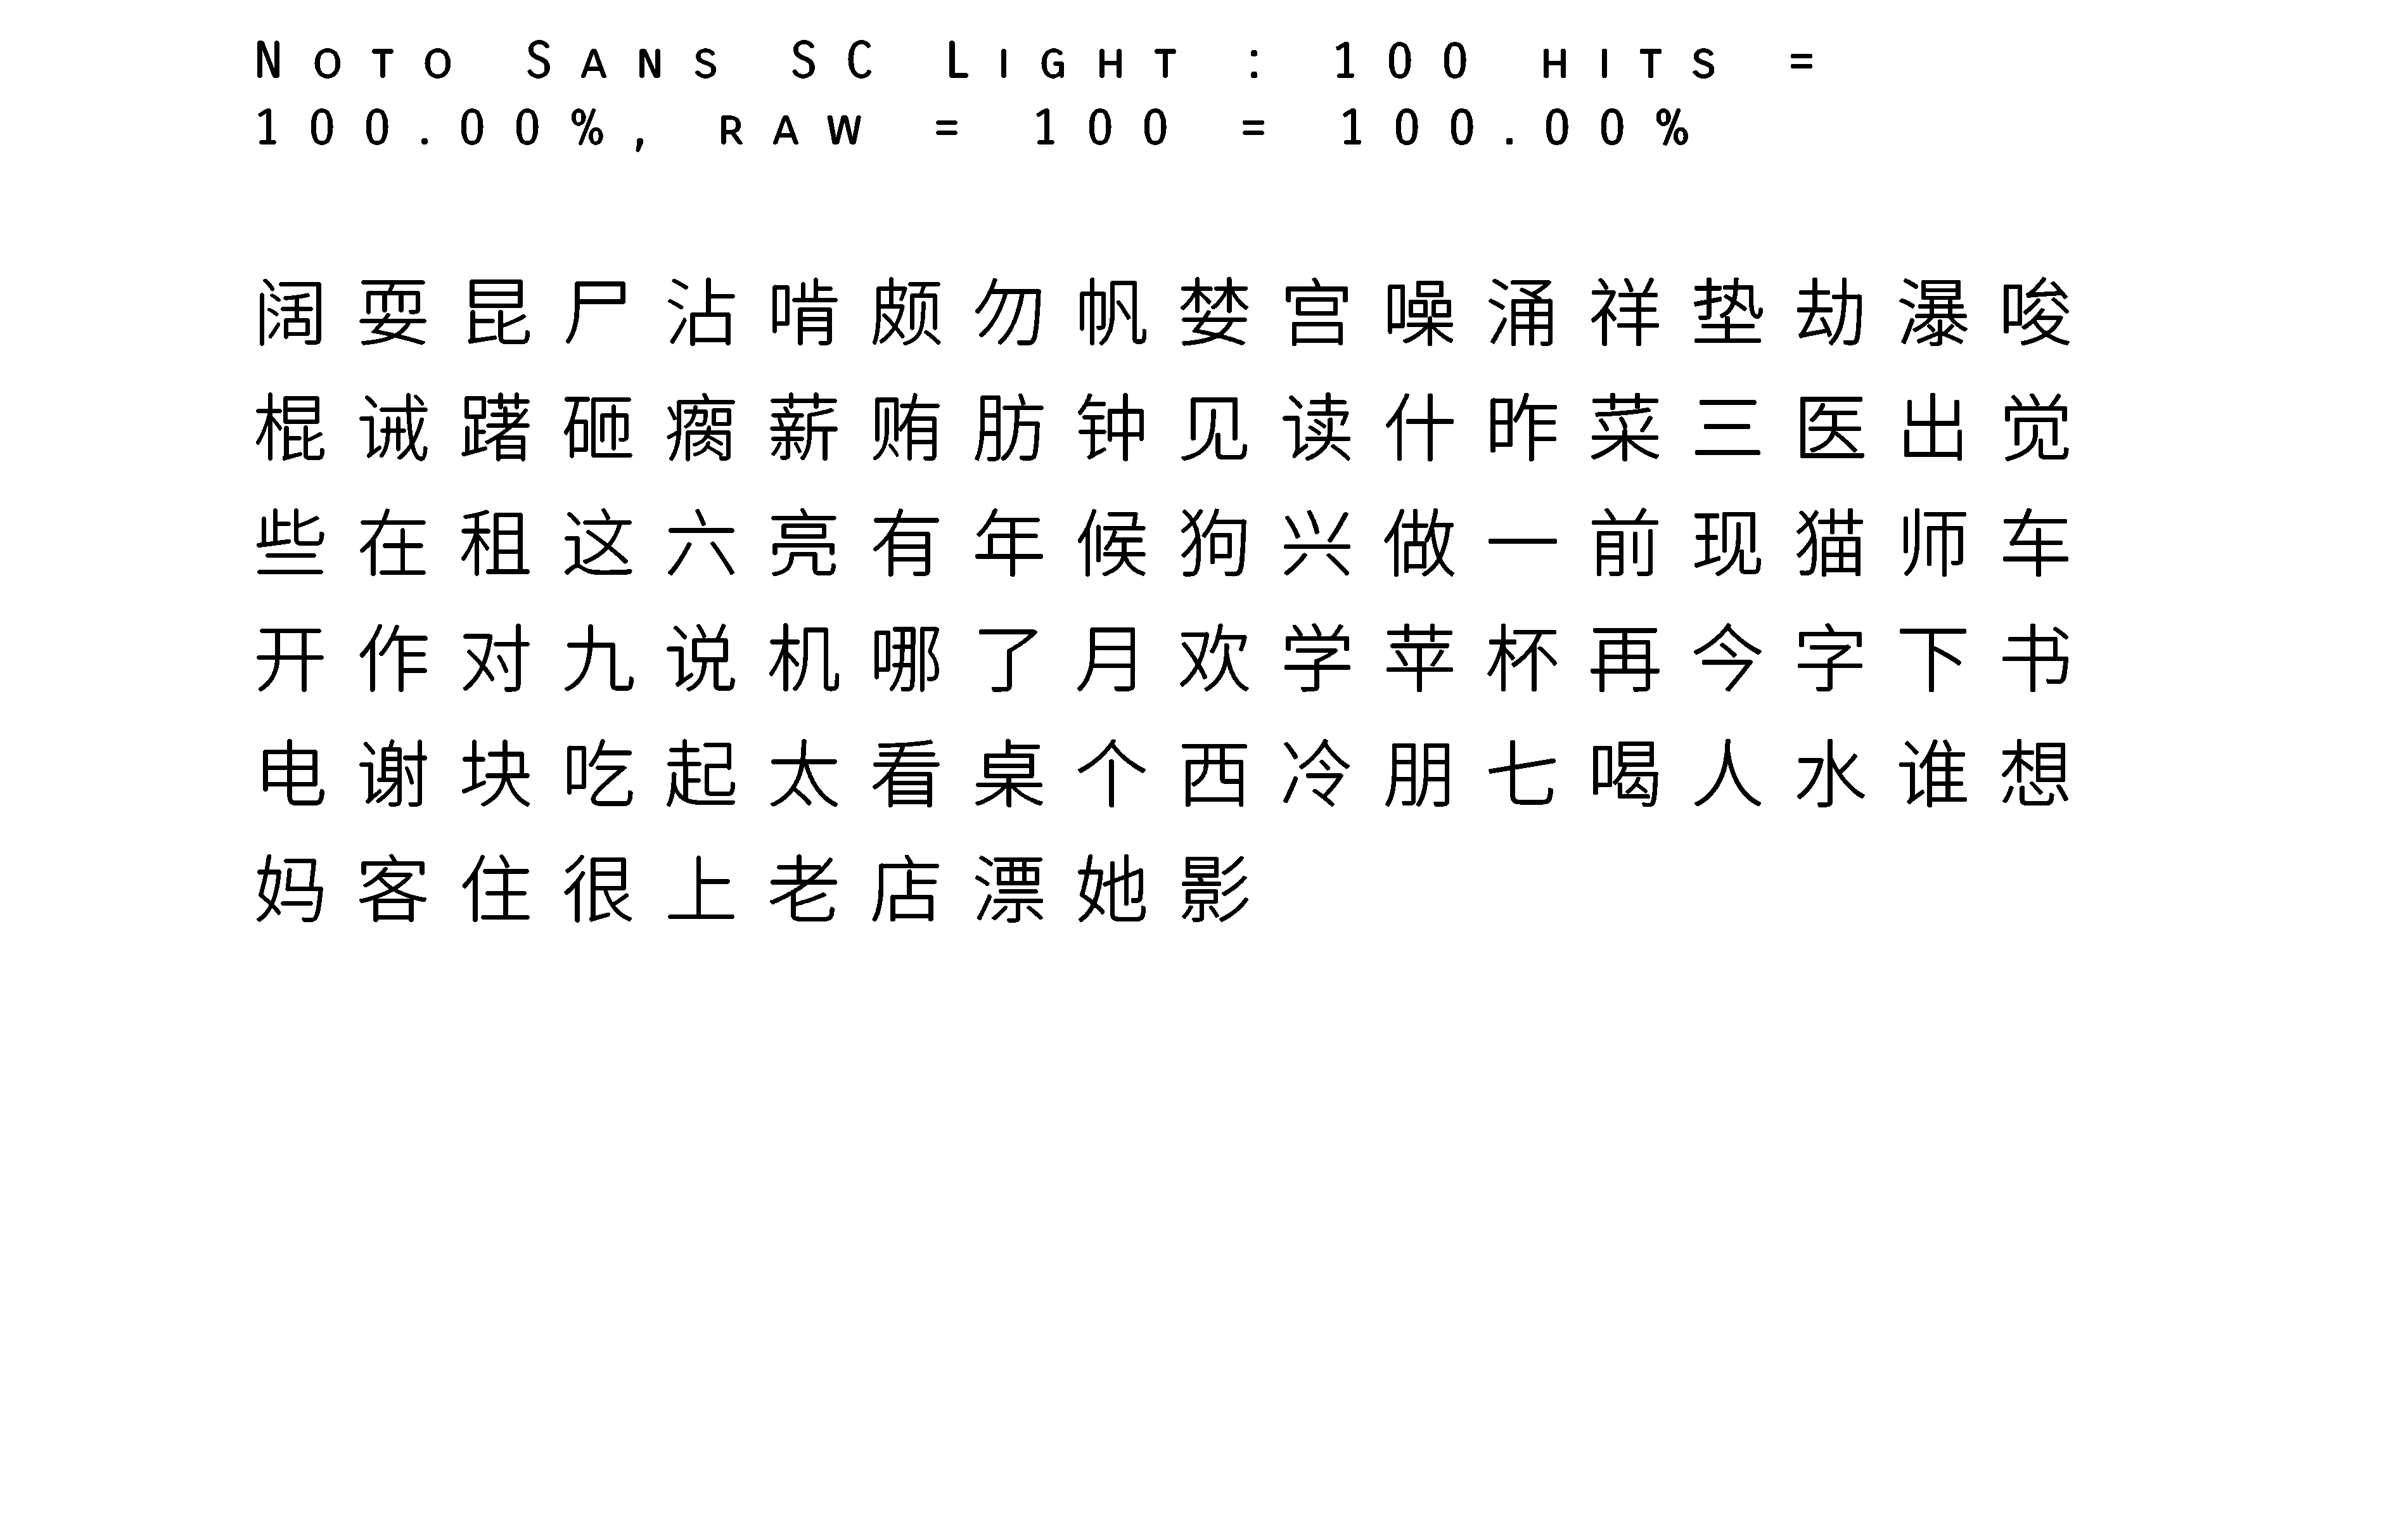 Noto Sans SC Light : 100 hits =
100.00%, raw = 100 = 100.00%
阔耍昆尸沾啃颇勿帆婪宫噪涌祥垫劫瀑唆
棍诫躇砸瘸薪贿肪钟见读什昨菜三医出觉
些在租这六亮有年候狗兴做一前现猫师车
开作对九说机哪了月欢学苹杯再今字下书
电谢块吃起太看桌个西冷朋七喝人水谁想
妈客住很上老店漂她影